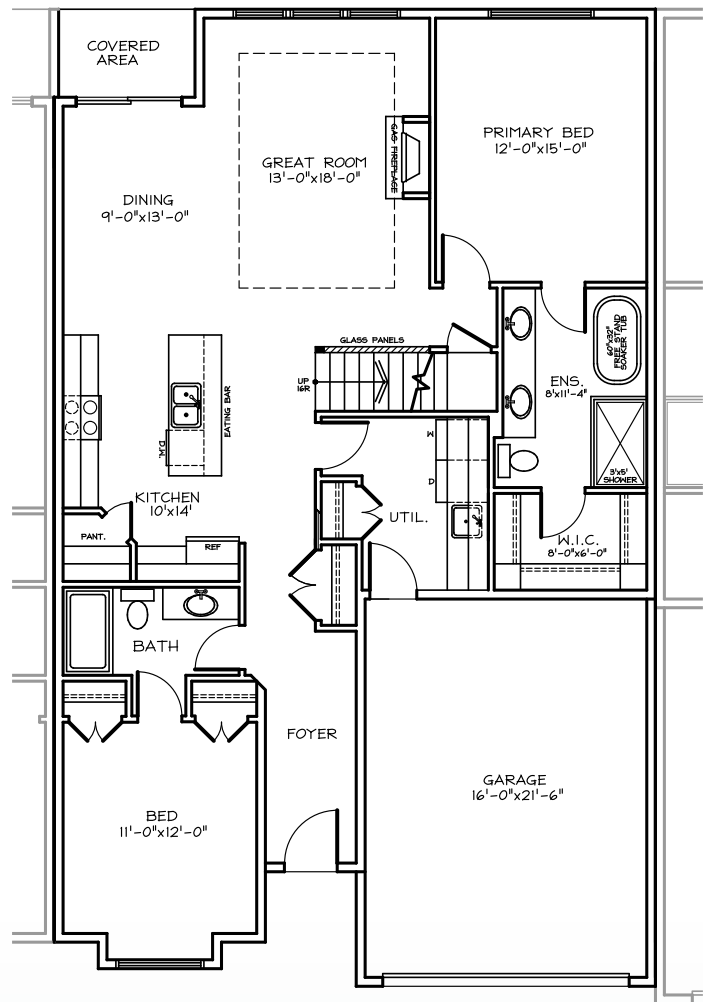 COVERED
AREA
PRIMARY BED
12'-0"x15'-0"
GREAT ROOM
13'-0"x18'-0"
GAS FIREPLACE
DINING
9'-0"x13'-0"
GLASS PANELS
UP
16R
60"x32"
FREE STAND
SOAKER TUB
ENS.
8'x11'-4"
EATING BAR
D.W.
3'x5'
SHOWER
W
D
KITCHEN
10'x14'
UTIL.
PANT.
REF
W.I.C.
8'-0"x6'-0"
BATH
FOYER
GARAGE
16'-0"x21'-6"
BED
11'-0"x12'-0"